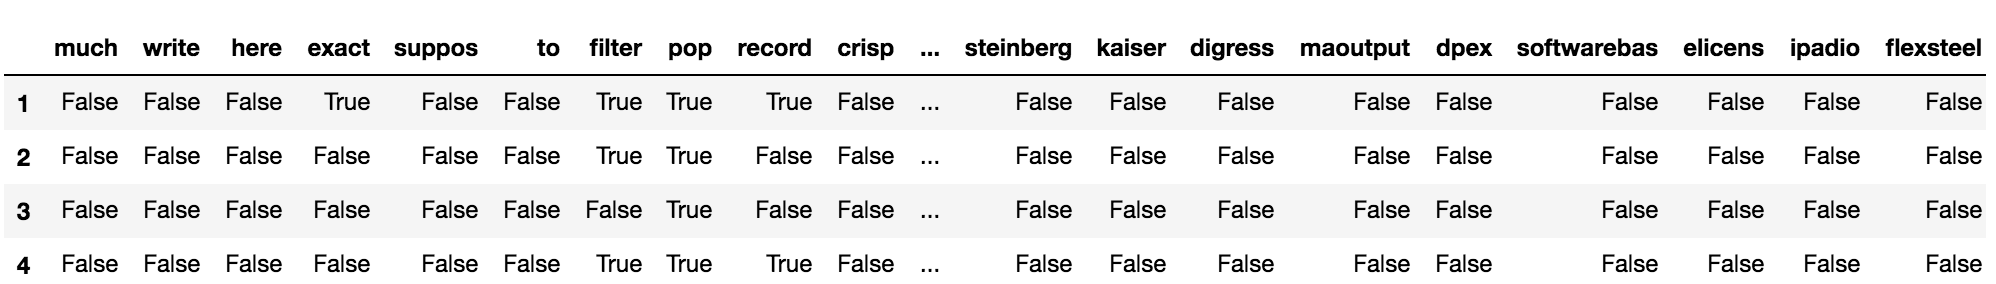 much write here exact suppos to filter pop record crisp ... steinberg kaiser digress maoutput dpex softwarebas elicens ipadio flexsteel
1 False False False True False False True True True False ... False False False False False False False False False
2 False False False False False False True True False False ... False False False False False False False False False
3 False False False False False False False True False False ... False False False False False False False False False
4 False False False False False False True True True False ... False False False False False False False False False